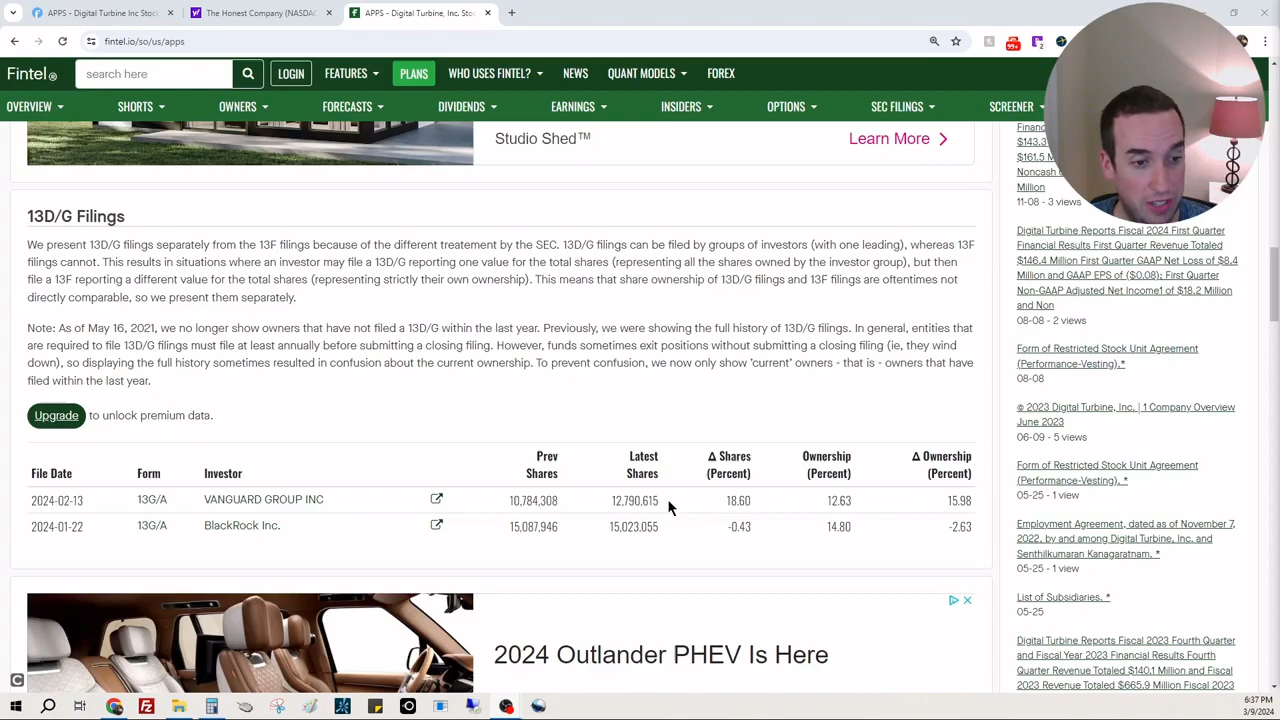 APPS - Digital Turbine Inc Stoc
The Honest Company (NASDAC
APPS - Digital Turbine, Inc. Stoc
fintel.io/so/us/apps
99+
2
Fintel
search here
LOGIN
FEATURES
PLANS
WHO USES FINTEL?
NEWS
QUANT MODELS
FOREX
OVERVIEW
SHORTS
OWNERS
FORECASTS
DIVIDENDS
EARNINGS
INSIDERS
OPTIONS
SEC FILINGS
SCREENER
Studio Shed™
Learn More
13D/G Filings
We present 13D/G filings separately from the 13F filings because of the different treatment by the SEC. 13D/G filings can be filed by groups of investors (with one leading), whereas 13F
filings cannot. This results in situations where an investor may file a 13D/G reporting one value for the total shares (representing all the shares owned by the investor group), but then
file a 13F reporting a different value for the total shares (representing strictly their own ownership). This means that share ownership of 13D/G filings and 13F filings are oftentimes not
directly comparable, so we present them separately.
Note: As of May 16, 2021, we no longer show owners that have not filed a 13D/G within the last year. Previously, we were showing the full history of 13D/G filings. In general, entities that
are required to file 13D/G filings must file at least annually before submitting a closing filing. However, funds sometimes exit positions without submitting a closing filing (ie, they wind
down), so displaying the full history sometimes resulted in confusion about the current ownership. To prevent confusion, we now only show 'current' owners - that is - owners that have
filed within the last year.
Upgrade to unlock premium data.
File Date Form Investor Prev Shares Latest Shares Δ Shares (Percent) Ownership (Percent) Δ Ownership (Percent)
2024-02-13 13G/A VANGUARD GROUP INC 10,784,308 12,790,615 18.60 12.63 15.98
2024-01-22 13G/A BlackRock Inc. 15,087,946 15,023,055 -0.43 14.80 -2.63
2024 Outlander PHEV Is Here
Financ
$143.3
$161.5 M
Noncash
Million
11-08 - 3 views
Digital Turbine Reports Fiscal 2024 First Quarter
Financial Results First Quarter Revenue Totaled
$146.4 Million First Quarter GAAP Net Loss of $8.4
Million and GAAP EPS of ($0.08); First Quarter
Non-GAAP Adjusted Net Income1 of $18.2 Million
and Non
08-08 - 2 views
Form of Restricted Stock Unit Agreement
(Performance-Vesting).*
08-08
© 2023 Digital Turbine, Inc. | 1 Company Overview
June 2023
06-09 - 5 views
Form of Restricted Stock Unit Agreement
(Performance-Vesting). *
05-25 - 1 view
Employment Agreement, dated as of November 7,
2022, by and among Digital Turbine, Inc. and
Senthilkumaran Kanagaratnam. *
05-25 - 1 view
List of Subsidiaries. *
05-25
Digital Turbine Reports Fiscal 2023 Fourth Quarter
and Fiscal Year 2023 Financial Results Fourth
Quarter Revenue Totaled $140.1 Million and Fiscal
2023 Revenue Totaled $665.9 Million Fiscal 2023
6:37 PM
3/9/2024